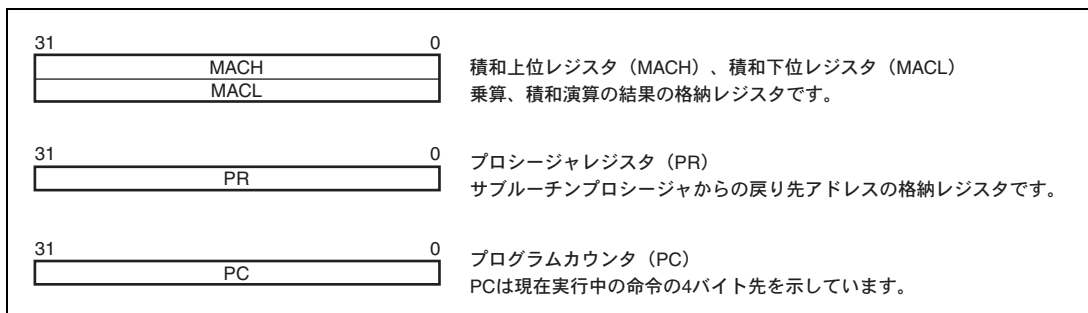 31 0
MACH
MACL
積和上位レジスタ（MACH）、積和下位レジスタ（MACL）
乗算、積和演算の結果の格納レジスタです。
31 0
PR
プロシージャレジスタ（PR）
サブルーチンプロシージャからの戻り先アドレスの格納レジスタです。
31 0
PC
プログラムカウンタ（PC）
PCは現在実行中の命令の4バイト先を示しています。